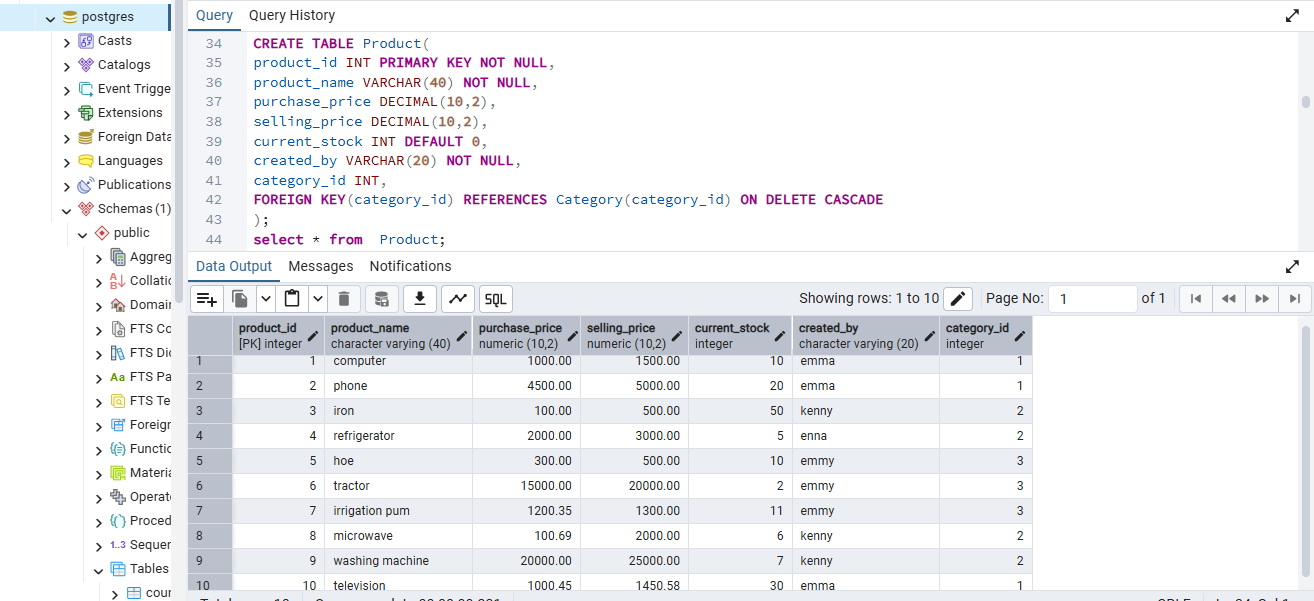 postgres
Casts
Catalogs
Event Trigge
Extensions
Foreign Data
Languages
Publications
Schemas (1)
public
Aggreg
Collatic
Domair
FTS Co
FTS Dic
Aa FTS Pa
FTS Te
Foreigr
Functic
Materia
Operat
Proced
1..3 Sequer
Tables
cour
Query Query History
34 CREATE TABLE Product(
35 product_id INT PRIMARY KEY NOT NULL,
36 product_name VARCHAR(40) NOT NULL,
37 purchase_price DECIMAL(10,2),
38 selling_price DECIMAL(10,2),
39 current_stock INT DEFAULT 0,
40 created_by VARCHAR(20) NOT NULL,
41 category_id INT,
42 FOREIGN KEY(category_id) REFERENCES Category(category_id) ON DELETE CASCADE
43 );
44 select * from  Product;
Data Output Messages Notifications
SQL Showing rows: 1 to 10 Page No: 1 of 1
product_id product_name purchase_price selling_price current_stock created_by category_id
[PK] integer character varying (40) numeric (10,2) numeric (10,2) integer character varying (20) integer
1 1 computer 1000.00 1500.00 10 emma 1
2 2 phone 4500.00 5000.00 20 emma 1
3 3 iron 100.00 500.00 50 kenny 2
4 4 refrigerator 2000.00 3000.00 5 enna 2
5 5 hoe 300.00 500.00 10 emmy 3
6 6 tractor 15000.00 20000.00 2 emmy 3
7 7 irrigation pum 1200.35 1300.00 11 emmy 3
8 8 microwave 100.69 2000.00 6 kenny 2
9 9 washing machine 20000.00 25000.00 7 kenny 2
10 10 television 1000.45 1450.58 30 emma 1